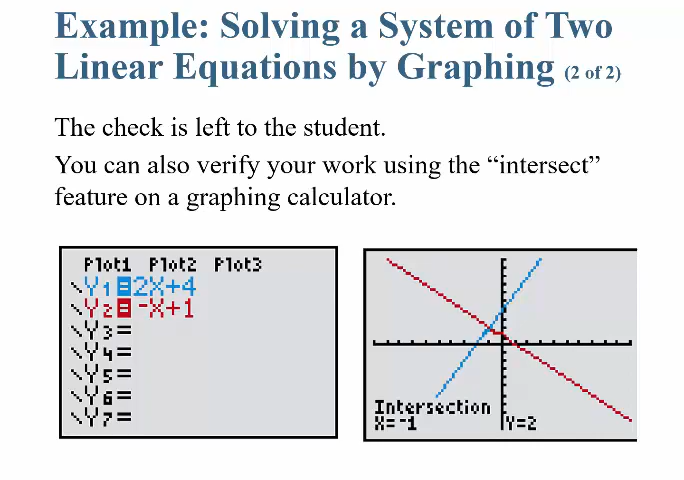 Example: Solving a System of Two
Linear Equations by Graphing (2 of 2)
The check is left to the student.
You can also verify your work using the “intersect”
feature on a graphing calculator.
Plot1 Plot2 Plot3
\Y1=2X+4
\Y2=-X+1
\Y3=
\Y4=
\Y5=
\Y6=
\Y7=
Intersection
X=-1 Y=2